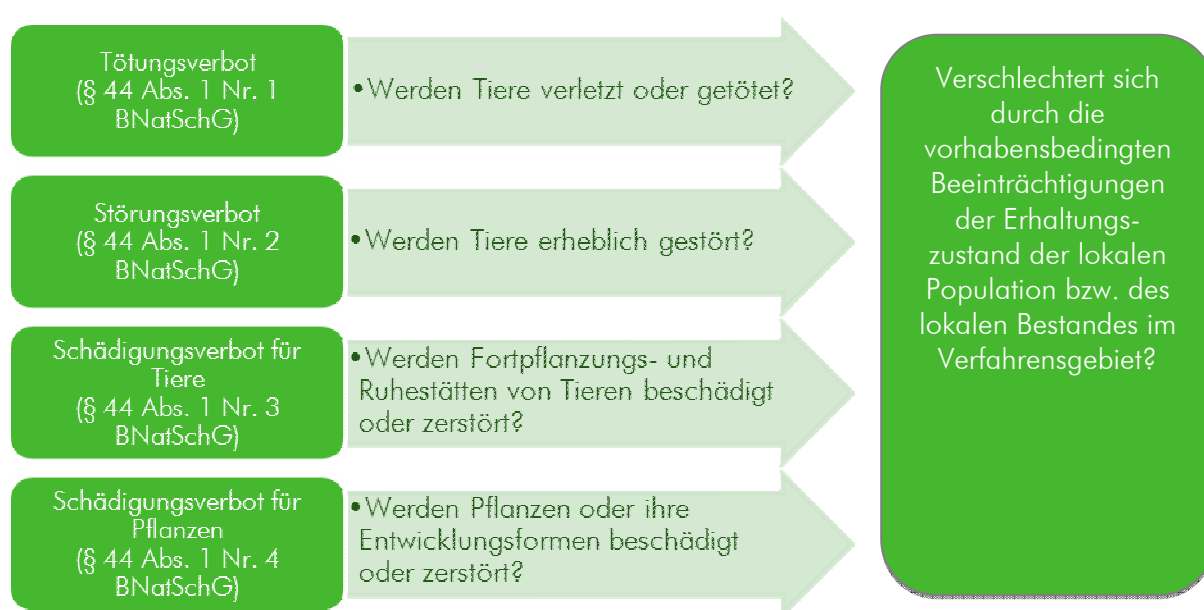 Tötungsverbot
(§ 44 Abs. 1 Nr. 1
BNatSchG)
•Werden Tiere verletzt oder getötet?
Störungsverbot
(§ 44 Abs. 1 Nr. 2
BNatSchG)
•Werden Tiere erheblich gestört?
Schädigungsverbot für
Tiere
(§ 44 Abs. 1 Nr. 3
BNatSchG)
•Werden Fortpflanzungs- und
Ruhestätten von Tieren beschädigt
oder zerstört?
Schädigungsverbot für
Pflanzen
(§ 44 Abs. 1 Nr. 4
BNatSchG)
•Werden Pflanzen oder ihre
Entwicklungsformen beschädigt
oder zerstört?
Verschlechtert sich
durch die
vorhabensbedingten
Beeinträchtigungen
der Erhaltungs-
zustand der lokalen
Population bzw. des
lokalen Bestandes im
Verfahrensgebiet?